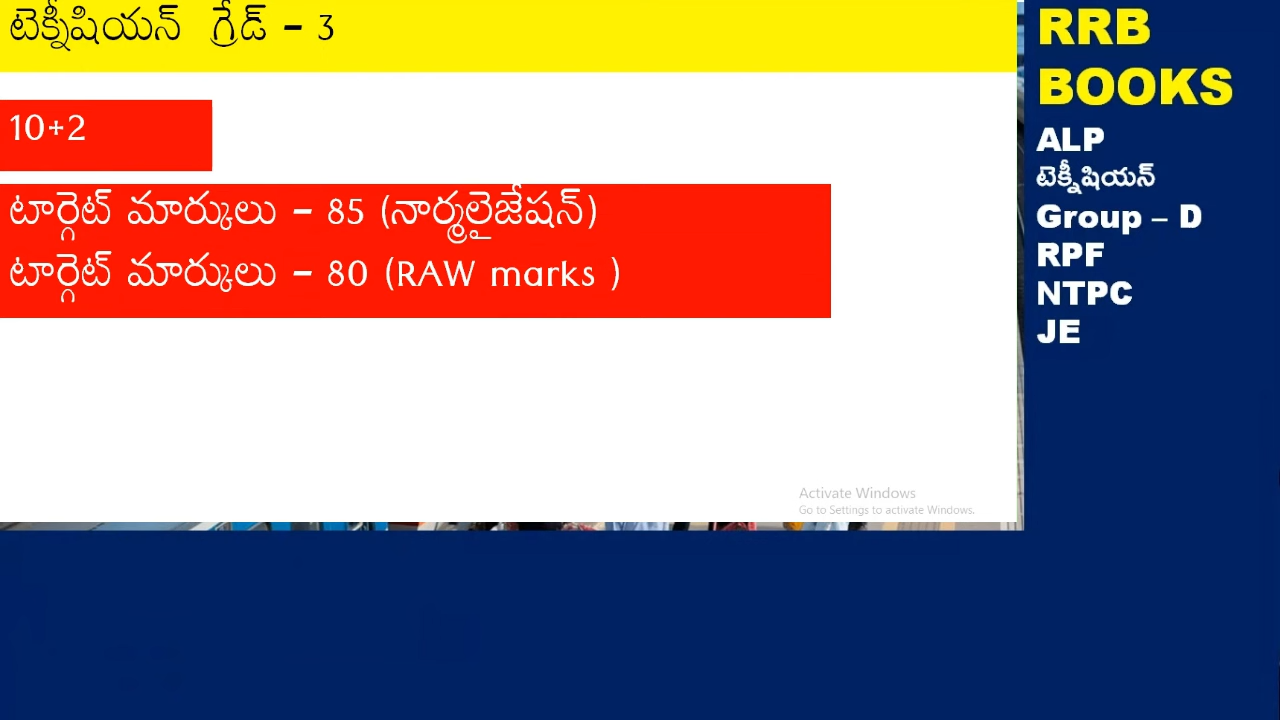 టెక్నీషియన్ గ్రేడ్ – 3
10+2
టార్గెట్ మార్కులు – 85 (నార్మలైజేషన్)
టార్గెట్ మార్కులు – 80 (RAW marks )
Activate Windows
Go to Settings to activate Windows.
RRB
BOOKS
ALP
టెక్నీషియన్
Group – D
RPF
NTPC
JE